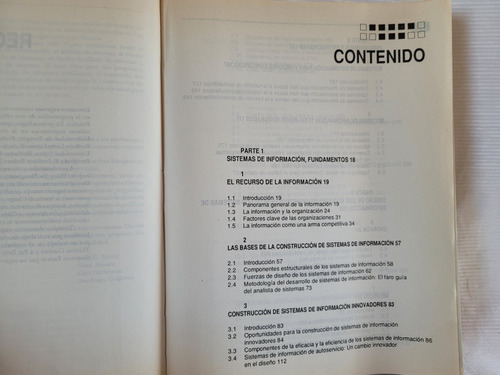 CONTENIDO
PARTE 1
SISTEMAS DE INFORMACIÓN, FUNDAMENTOS 18
1
EL RECURSO DE LA INFORMACIÓN 19
1.1 Introducción 19
1.2 Panorama general de la información 19
1.3 La información y la organización 24
1.4 Factores clave de las organizaciones 31
1.5 La información como una arma competitiva 34
2
LAS BASES DE LA CONSTRUCCIÓN DE SISTEMAS DE INFORMACIÓN 57
2.1 Introducción 57
2.2 Componentes estructurales de los sistemas de información 58
2.3 Fuerzas de diseño de los sistemas de información 62
2.4 Metodología del desarrollo de sistemas de información: El faro guía
del analista de sistemas 73
3
CONSTRUCCIÓN DE SISTEMAS DE INFORMACIÓN INNOVADORES 83
3.1 Introducción 83
3.2 Oportunidades para la construcción de sistemas de información
innovadores 84
3.3 Componentes de la eficacia y la eficiencia de los sistemas de información 86
3.4 Sistemas de información de autoservicio: Un cambio innovador
en el diseño 112